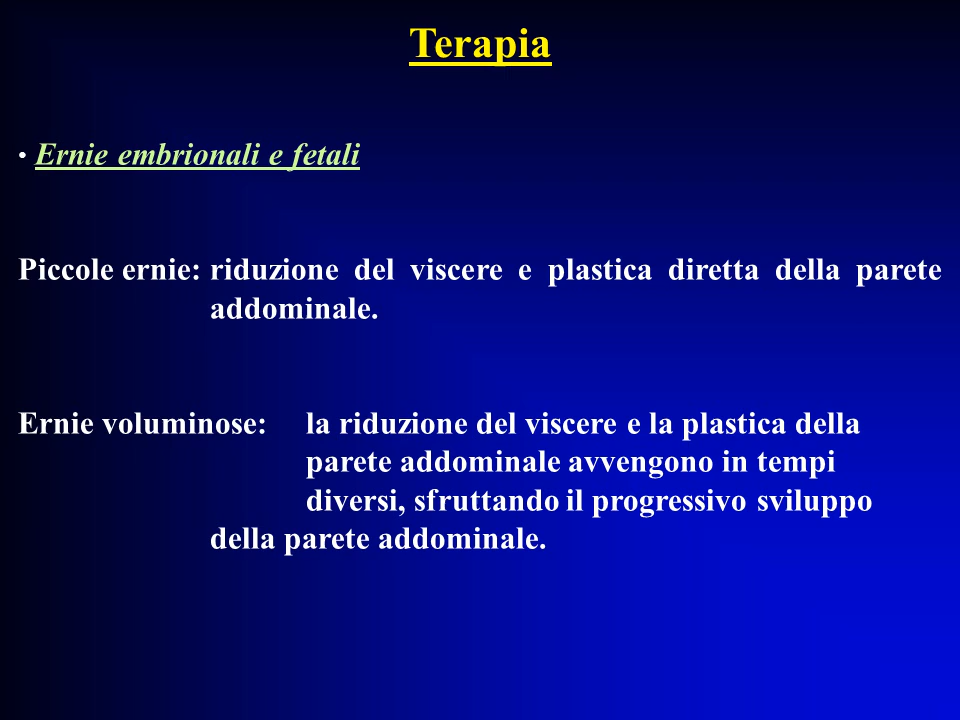 Terapia
• Ernie embrionali e fetali
Piccole ernie: riduzione del viscere e plastica diretta della parete
addominale.
Ernie voluminose: la riduzione del viscere e la plastica della
parete addominale avvengono in tempi
diversi, sfruttando il progressivo sviluppo
della parete addominale.